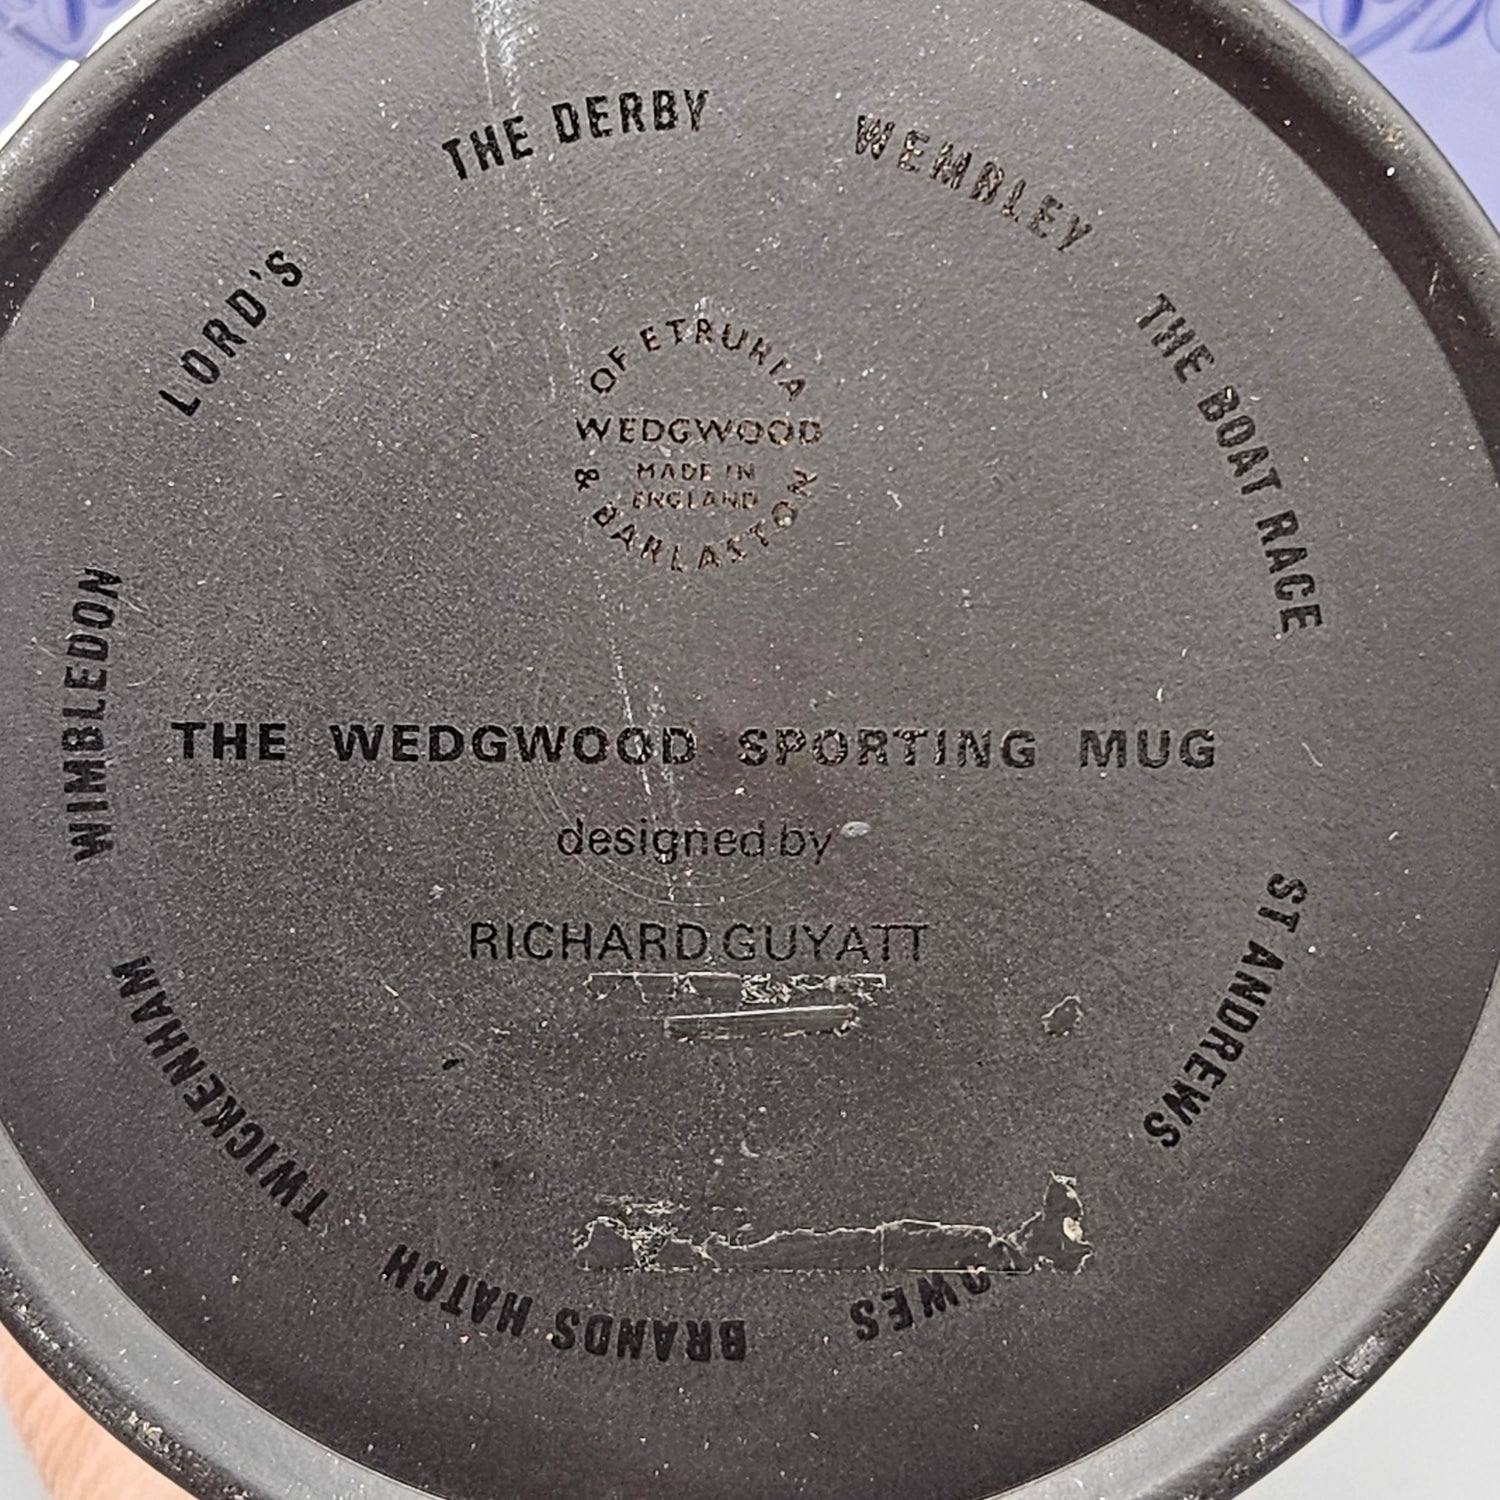 THE DERBY
WEMBLEY
THE BOAT RACE
ST ANDREWS
BRANDS HATCH
TWICKENHAM
WIMBLEDON
LORD'S
OF ETRURIA
WEDGWOOD
MADE IN
ENGLAND
& BARLASTON
THE WEDGWOOD SPORTING MUG
designed by
RICHARD GUYATT